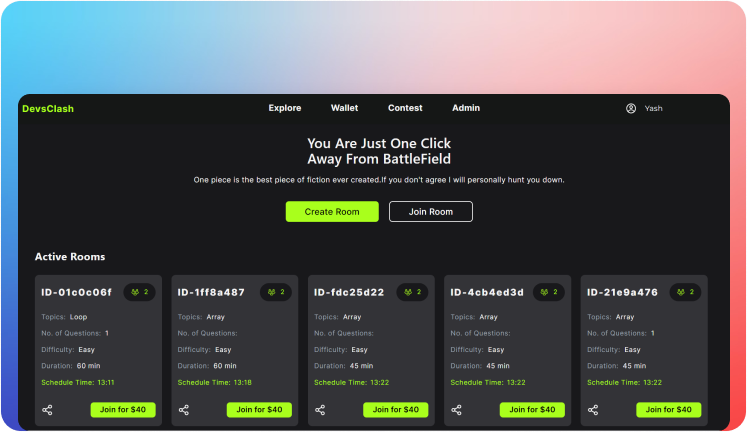 DevsClash Explore Wallet Contest Admin Yash
You Are Just One Click
Away From BattleField
One piece is the best piece of fiction ever created.If you don't agree I will personally hunt you down.
Create Room Join Room
Active Rooms
ID-01c0c06f 2
Topics: Loop
No. of Questions: 1
Difficulty: Easy
Duration: 60 min
Schedule Time: 13:11
Join for $40
ID-1ff8a487 2
Topics: Array
No. of Questions:
Difficulty: Easy
Duration: 60 min
Schedule Time: 13:18
Join for $40
ID-fdc25d22 2
Topics: Array
No. of Questions:
Difficulty: Easy
Duration: 45 min
Schedule Time: 13:22
Join for $40
ID-4cb4ed3d 2
Topics: Array
No. of Questions:
Difficulty: Easy
Duration: 45 min
Schedule Time: 13:22
Join for $40
ID-21e9a476 2
Topics: Array
No. of Questions: 1
Difficulty: Easy
Duration: 45 min
Schedule Time: 13:22
Join for $40